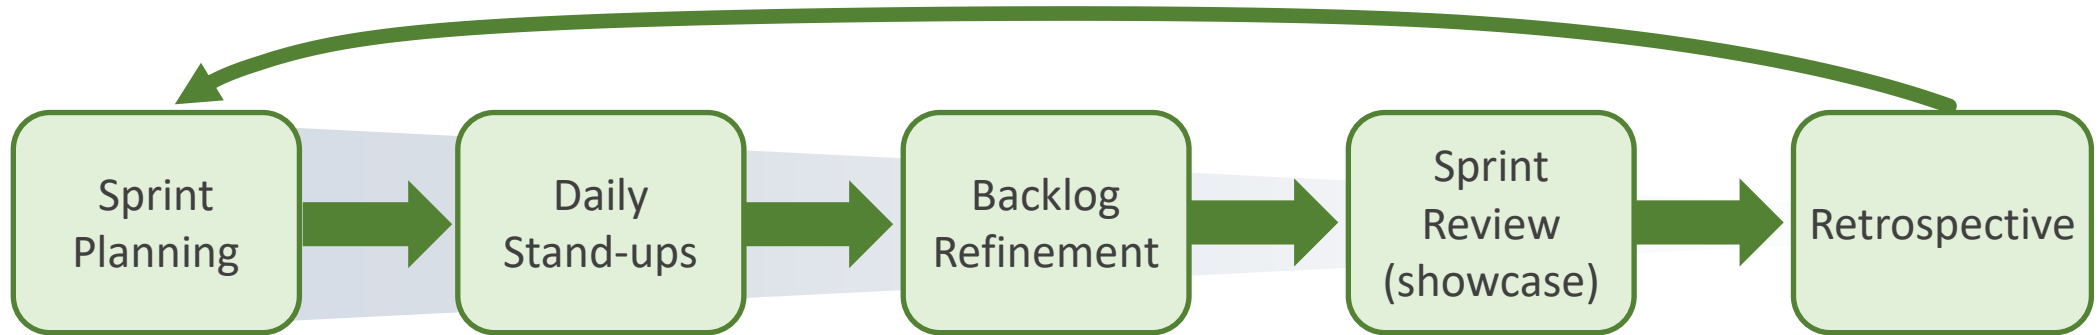 Sprint
Planning
Daily
Stand-ups
Backlog
Refinement
Sprint
Review
(showcase)
Retrospective